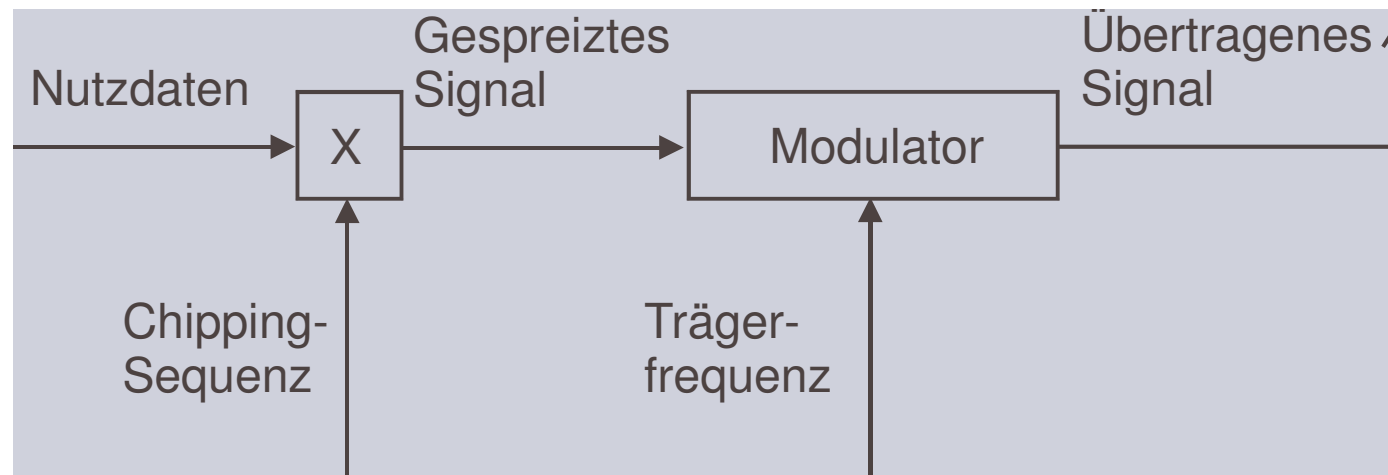 Nutzdaten
X
Gespreiztes
Signal
Modulator
Übertragenes
Signal
Chipping-
Sequenz
Träger-
frequenz